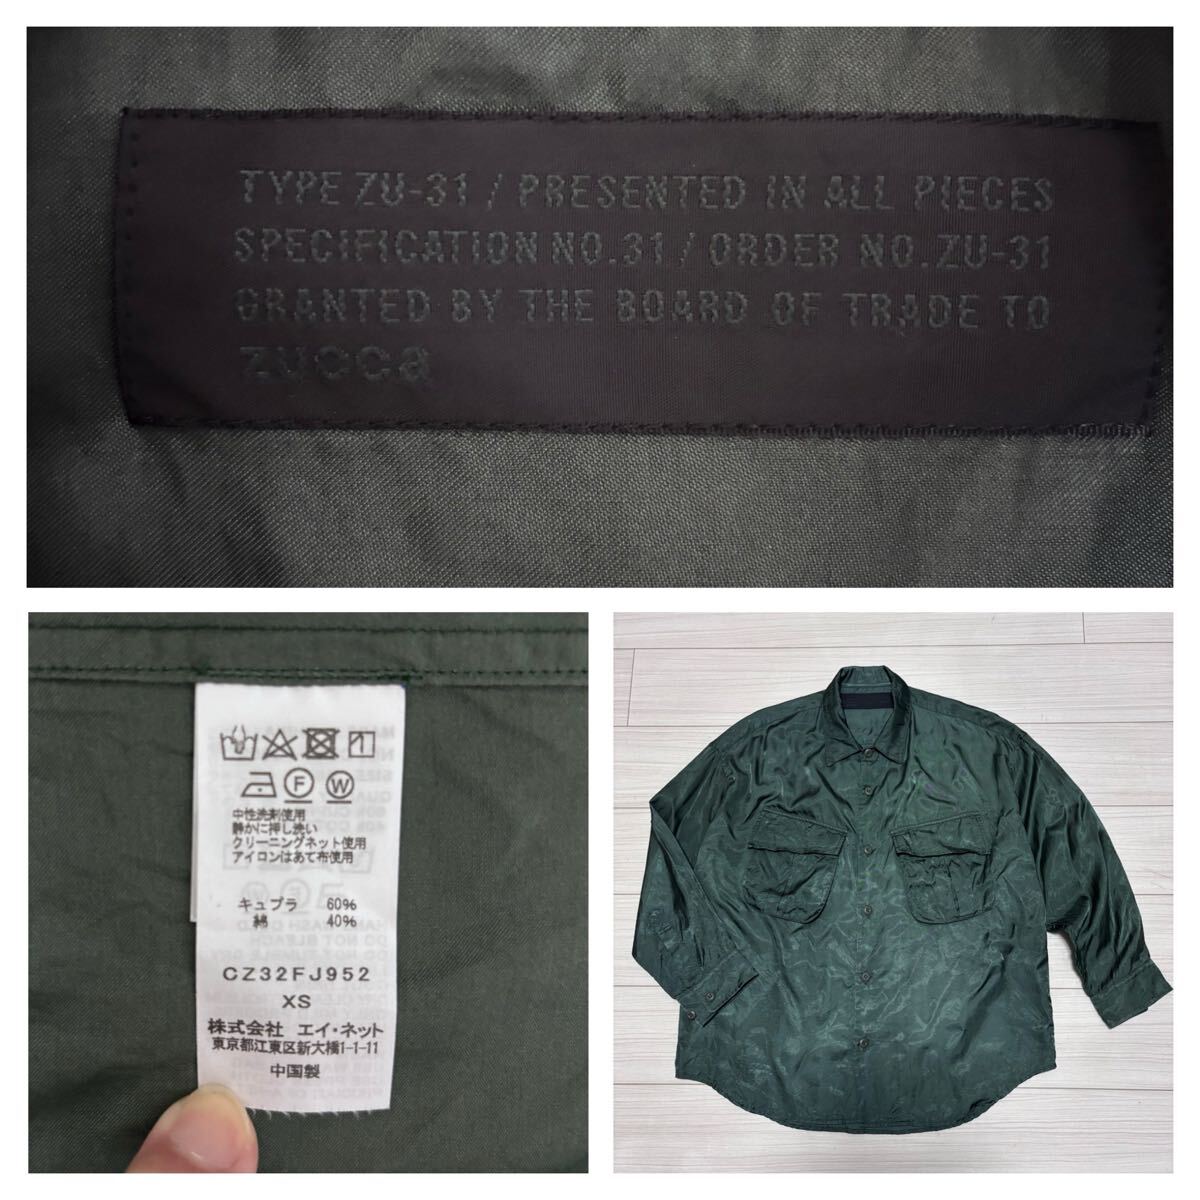 TYPE ZU-31 / PRESENTED IN ALL PIECES
SPECIFICATION NO.31 / ORDER NO.ZU-31
GRANTED BY THE BOARD OF TRADE TO
zucca
F W
中性洗剤使用
静かに押し洗い
クリーニングネット使用
アイロンはあて布使用
キュプラ 60%
綿 40%
CZ32FJ952
XS
株式会社 エイ・ネット
東京都江東区新大橋1-1-11
中国製